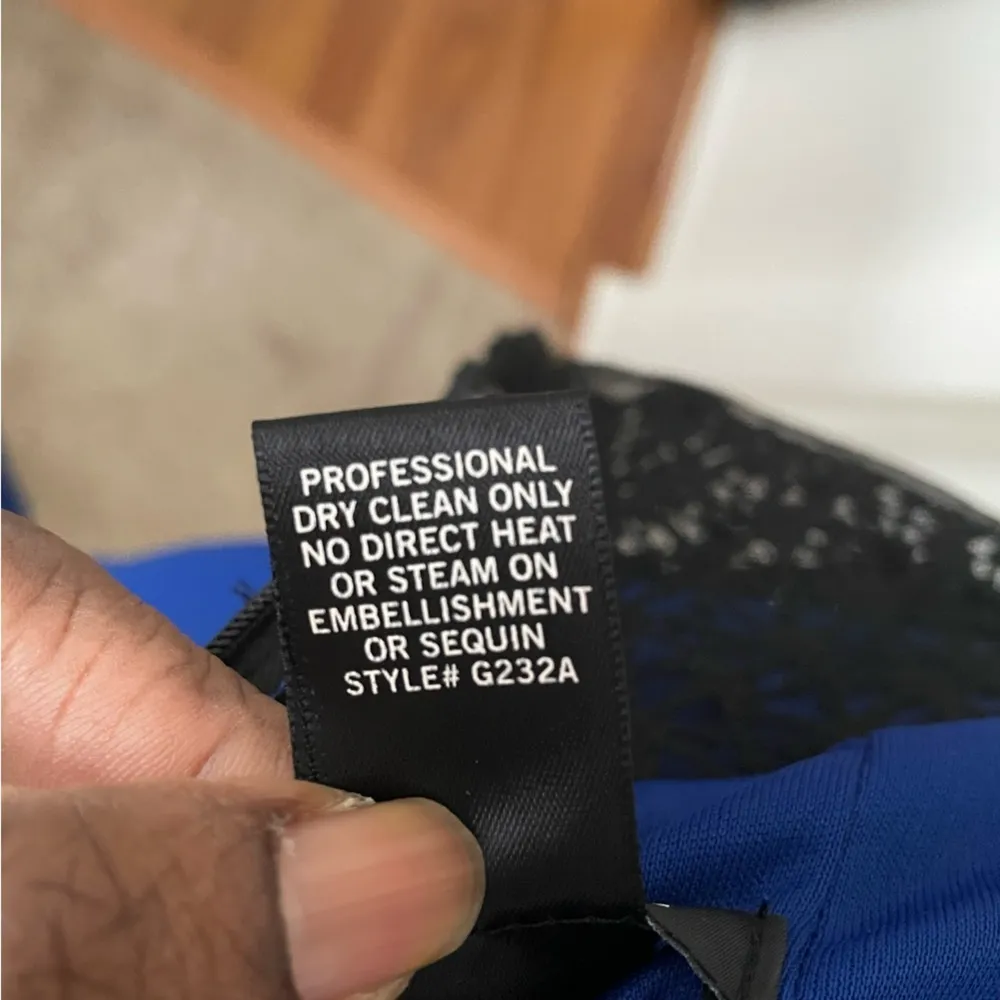 PROFESSIONAL
DRY CLEAN ONLY
NO DIRECT HEAT
OR STEAM ON
EMBELLISHMENT
OR SEQUIN
STYLE# G232A